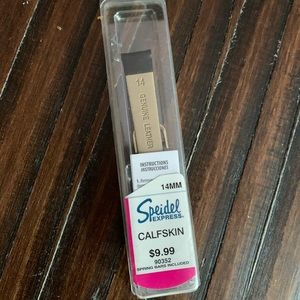 14 GENUINE LEATHER
INSTRUCTIONS
INSTRUCCIONES
14MM
Speidel
EXPRESS
CALFSKIN
$9.99
90352
SPRING BARS INCLUDED